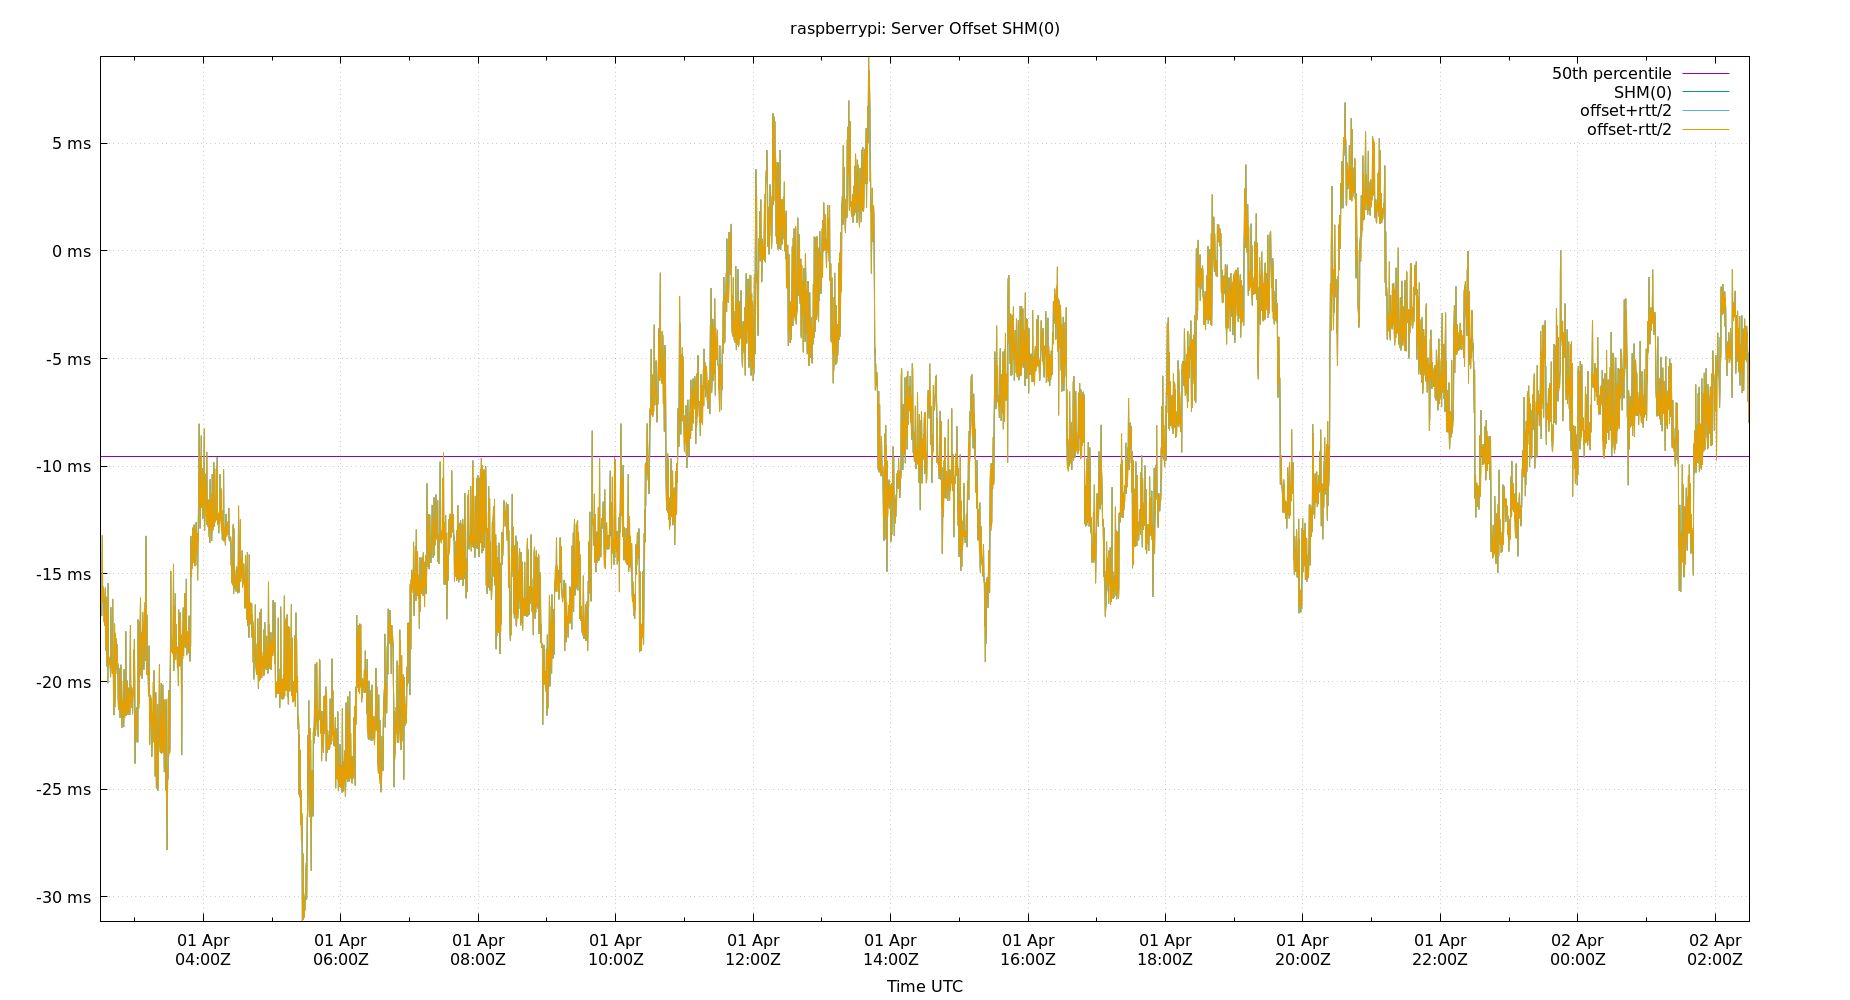 raspberrypi: Server Offset SHM(0)
50th percentile
SHM(0)
offset+rtt/2
offset-rtt/2
5 ms
0 ms
-5 ms
-10 ms
-15 ms
-20 ms
-25 ms
-30 ms
01 Apr 01 Apr 01 Apr 01 Apr 01 Apr 01 Apr 01 Apr 01 Apr 01 Apr 01 Apr 02 Apr 02 Apr
04:00Z 06:00Z 08:00Z 10:00Z 12:00Z 14:00Z 16:00Z 18:00Z 20:00Z 22:00Z 00:00Z 02:00Z
Time UTC